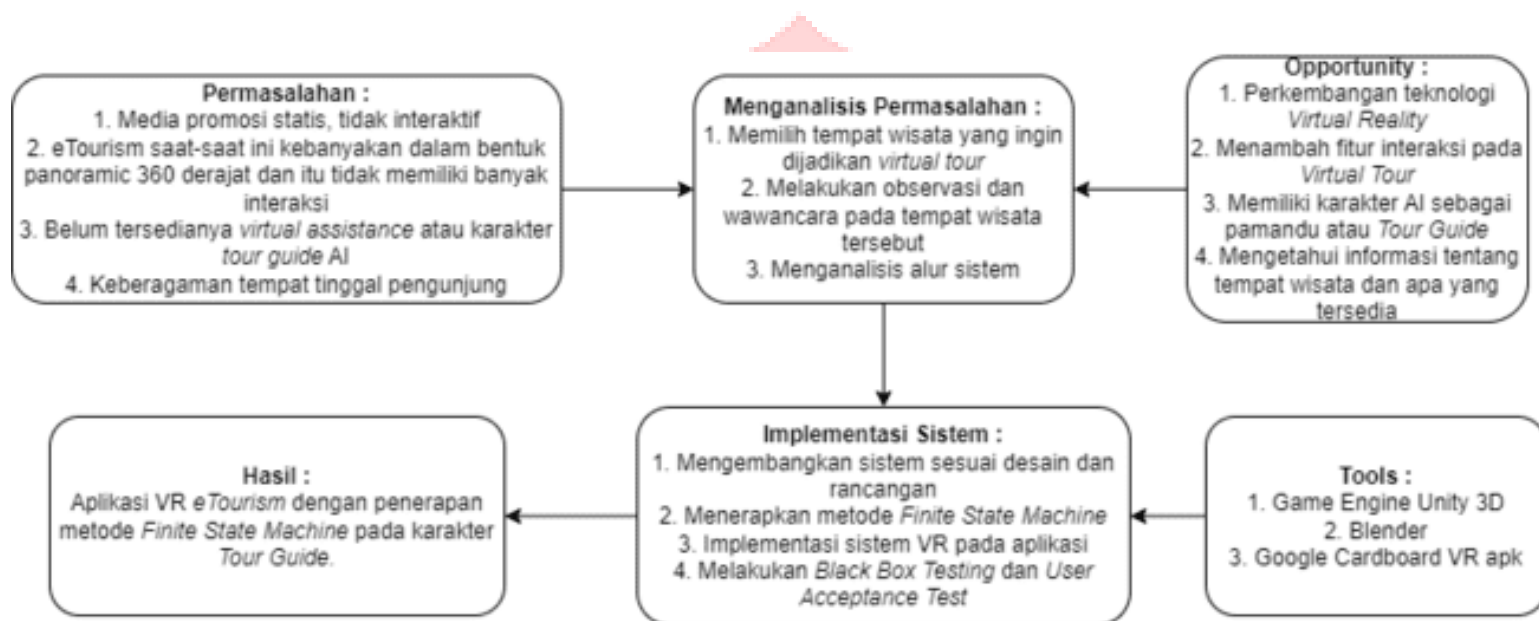 Permasalahan :
1. Media promosi statis, tidak interaktif
2. eTourism saat-saat ini kebanyakan dalam bentuk
panoramic 360 derajat dan itu tidak memiliki banyak
interaksi
3. Belum tersedianya virtual assistance atau karakter
tour guide AI
4. Keberagaman tempat tinggal pengunjung
Menganalisis Permasalahan :
1. Memilih tempat wisata yang ingin
dijadikan virtual tour
2. Melakukan observasi dan
wawancara pada tempat wisata
tersebut
3. Menganalisis alur sistem
Opportunity :
1. Perkembangan teknologi
Virtual Reality
2. Menambah fitur interaksi pada
Virtual Tour
3. Memiliki karakter AI sebagai
pamandu atau Tour Guide
4. Mengetahui informasi tentang
tempat wisata dan apa yang
tersedia
Hasil :
Aplikasi VR eTourism dengan penerapan
metode Finite State Machine pada karakter
Tour Guide.
Implementasi Sistem :
1. Mengembangkan sistem sesuai desain dan
rancangan
2. Menerapkan metode Finite State Machine
3. Implementasi sistem VR pada aplikasi
4. Melakukan Black Box Testing dan User
Acceptance Test
Tools :
1. Game Engine Unity 3D
2. Blender
3. Google Cardboard VR apk